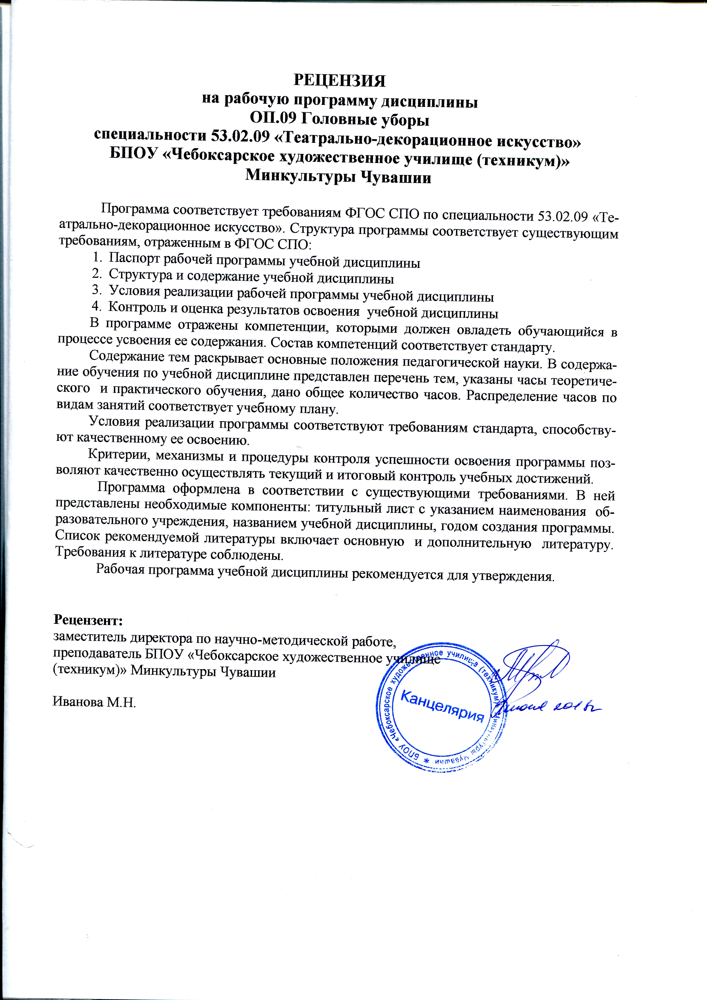 РЕЦЕНЗИЯ
на рабочую программу дисциплины
ОП.09 Головные уборы
специальности 53.02.09 «Театрально-декорационное искусство»
БПОУ «Чебоксарское художественное училище (техникум)»
Минкультуры Чувашии
Программа соответствует требованиям ФГОС СПО по специальности 53.02.09 «Те-
атрально-декорационное искусство». Структура программы соответствует существующим
требованиям, отраженным в ФГОС СПО:
1. Паспорт рабочей программы учебной дисциплины
2. Структура и содержание учебной дисциплины
3. Условия реализации рабочей программы учебной дисциплины
4. Контроль и оценка результатов освоения учебной дисциплины
В программе отражены компетенции, которыми должен овладеть обучающийся в
процессе усвоения ее содержания. Состав компетенций соответствует стандарту.
Содержание тем раскрывает основные положения педагогической науки. В содержа-
ние обучения по учебной дисциплине представлен перечень тем, указаны часы теоретиче-
ского и практического обучения, дано общее количество часов. Распределение часов по
видам занятий соответствует учебному плану.
Условия реализации программы соответствуют требованиям стандарта, способству-
ют качественному ее освоению.
Критерии, механизмы и процедуры контроля успешности освоения программы поз-
воляют качественно осуществлять текущий и итоговый контроль учебных достижений.
Программа оформлена в соответствии с существующими требованиями. В ней
представлены необходимые компоненты: титульный лист с указанием наименования об-
разовательного учреждения, названием учебной дисциплины, годом создания программы.
Список рекомендуемой литературы включает основную и дополнительную литературу.
Требования к литературе соблюдены.
Рабочая программа учебной дисциплины рекомендуется для утверждения.
Рецензент:
заместитель директора по научно-методической работе,
преподаватель БПОУ «Чебоксарское художественное училище
(техникум)» Минкультуры Чувашии
Иванова М.Н.
БПОУ «Чебоксарское художественное училище (техникум)» Минкультуры Чувашии *
Канцелярия